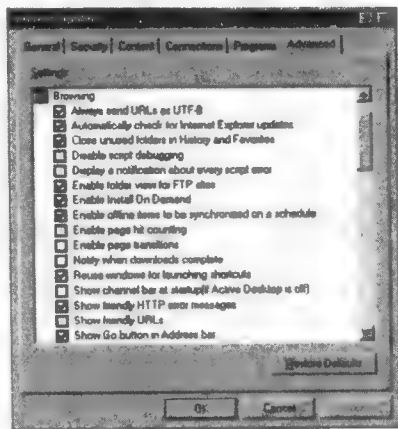 General Security Content Connections Programs Advanced
Settings:
Browsing
Always send URLs as UTF-8
Automatically check for Internet Explorer updates
Close unused folders in History and Favorites
Disable script debugging
Display a notification about every script error
Enable folder view for FTP sites
Enable Install On Demand
Enable offline items to be synchronized on a schedule
Enable page hit counting
Enable page transitions
Notify when downloads complete
Reuse windows for launching shortcuts
Show channel bar at startup(if Active Desktop is off)
Show friendly HTTP error messages
Show friendly URLs
Show Go button in Address bar
Restore Defaults
OK Cancel